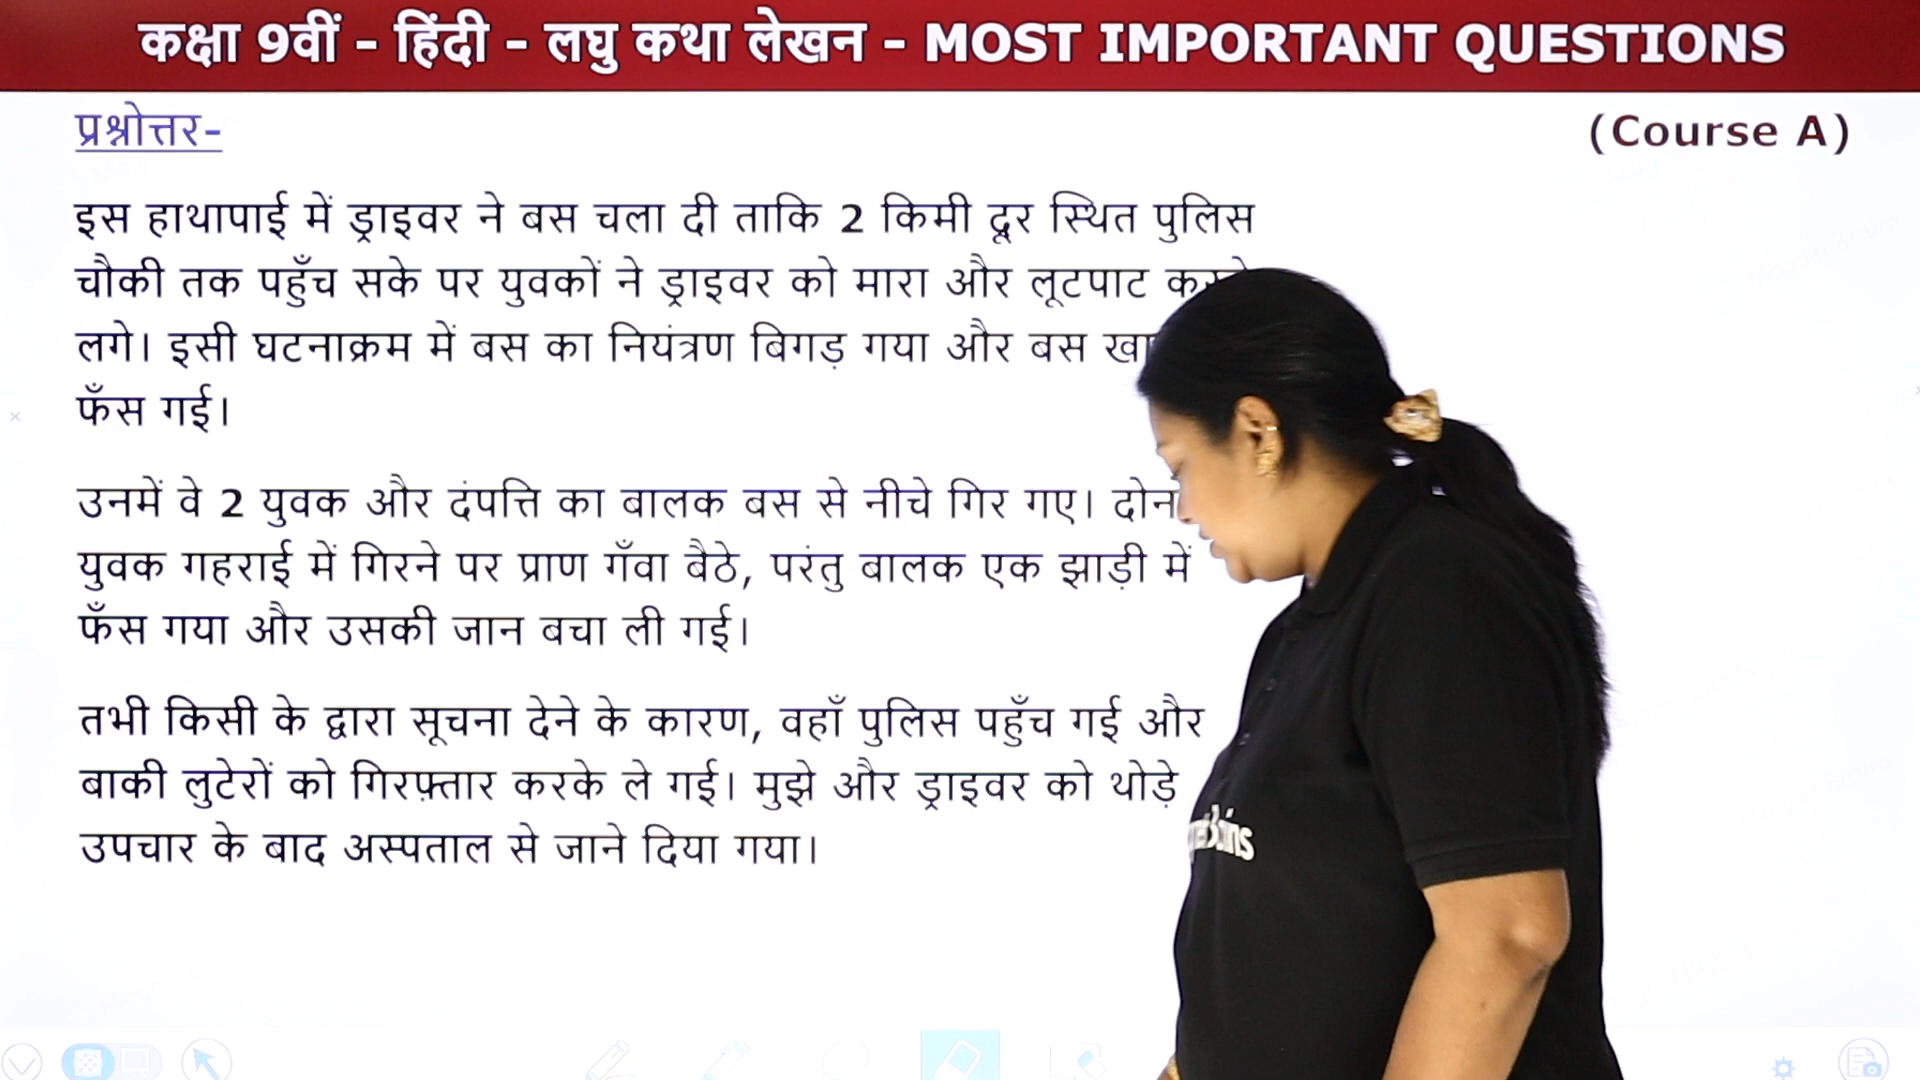 कक्षा 9वीं - हिंदी - लघु कथा लेखन - MOST IMPORTANT QUESTIONS
प्रश्नोत्तर-
(Course A)
इस हाथापाई में ड्राइवर ने बस चला दी ताकि 2 किमी दूर स्थित पुलिस
चौकी तक पहुँच सके पर युवकों ने ड्राइवर को मारा और लूटपाट
लगे। इसी घटनाक्रम में बस का नियंत्रण बिगड़ गया और बस
फँस गई।
उनमें वे 2 युवक और दंपत्ति का बालक बस से नीचे गिर गए।
युवक गहराई में गिरने पर प्राण गँवा बैठे, परंतु बालक एक झाड़ी में
फँस गया और उसकी जान बचा ली गई।
तभी किसी के द्वारा सूचना देने के कारण, वहाँ पुलिस पहुँच गई और
बाकी लुटेरों को गिरफ़्तार करके ले गई। मुझे और ड्राइवर को थोड़े
उपचार के बाद अस्पताल से जाने दिया गया।